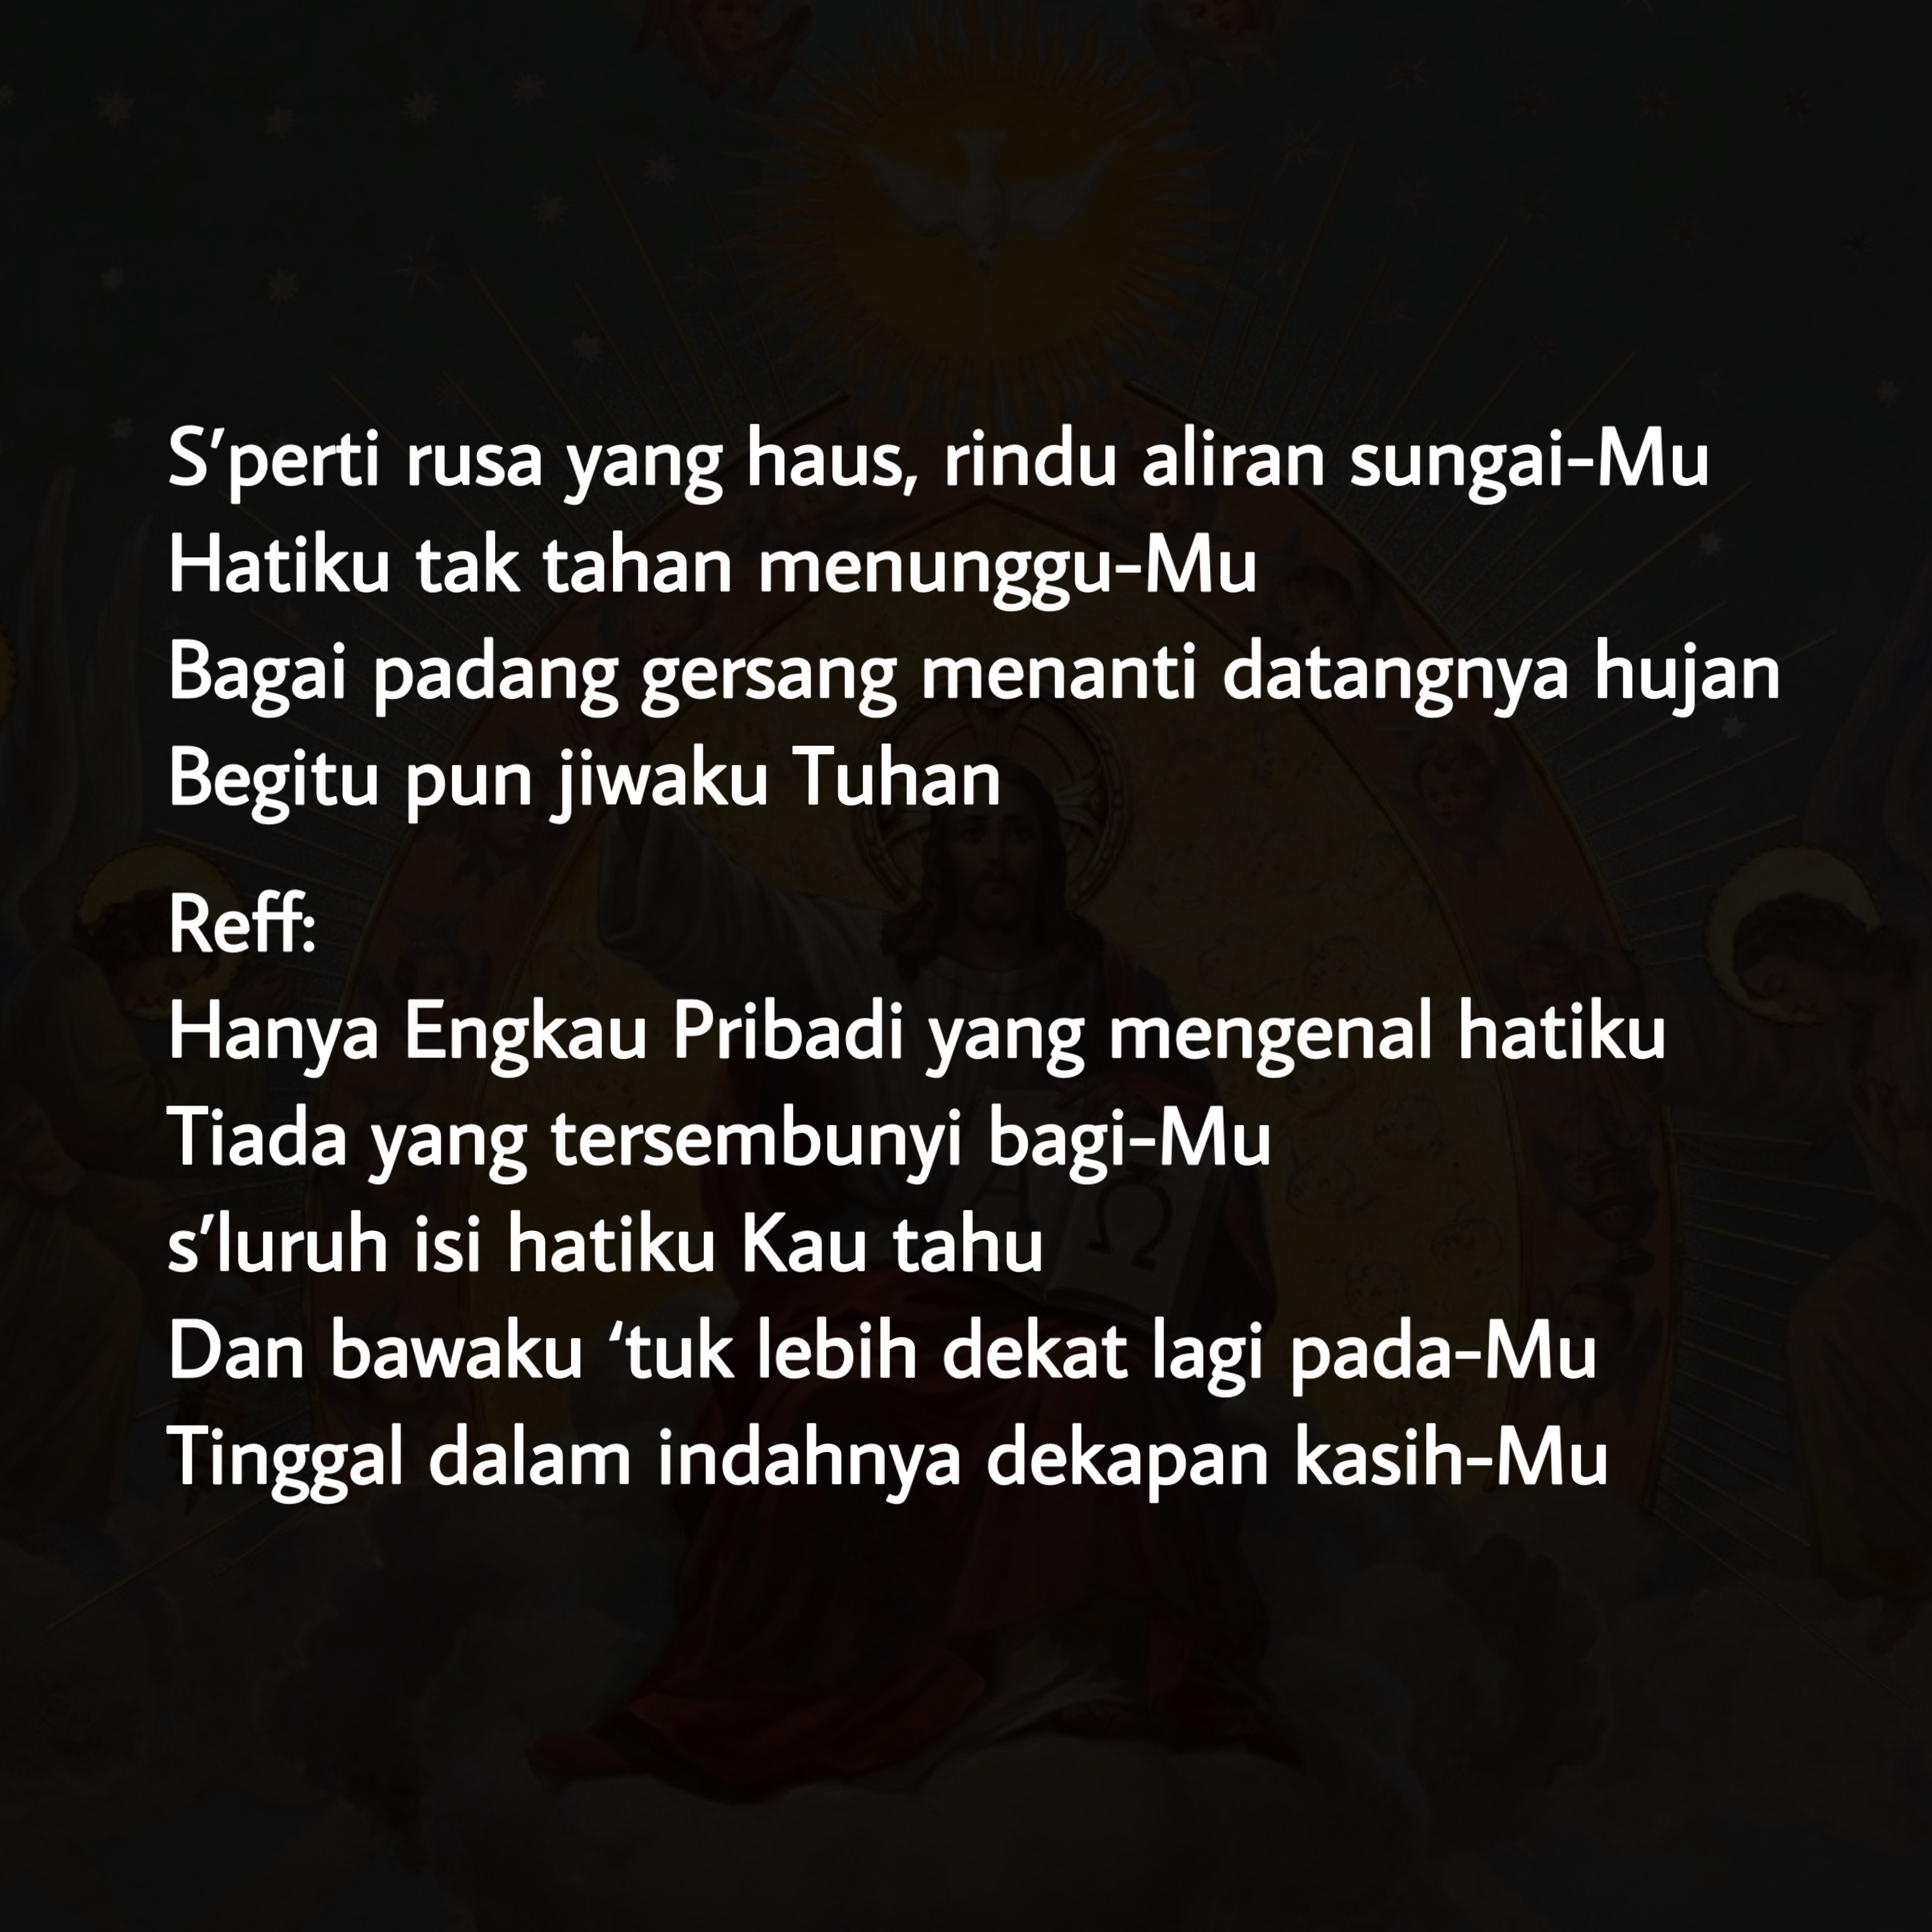 S’perti rusa yang haus, rindu aliran sungai-Mu
Hatiku tak tahan menunggu-Mu
Bagai padang gersang menanti datangnya hujan
Begitu pun jiwaku Tuhan
Reff:
Hanya Engkau Pribadi yang mengenal hatiku
Tiada yang tersembunyi bagi-Mu
s’luruh isi hatiku Kau tahu
Dan bawaku ‘tuk lebih dekat lagi pada-Mu
Tinggal dalam indahnya dekapan kasih-Mu
Α Ω